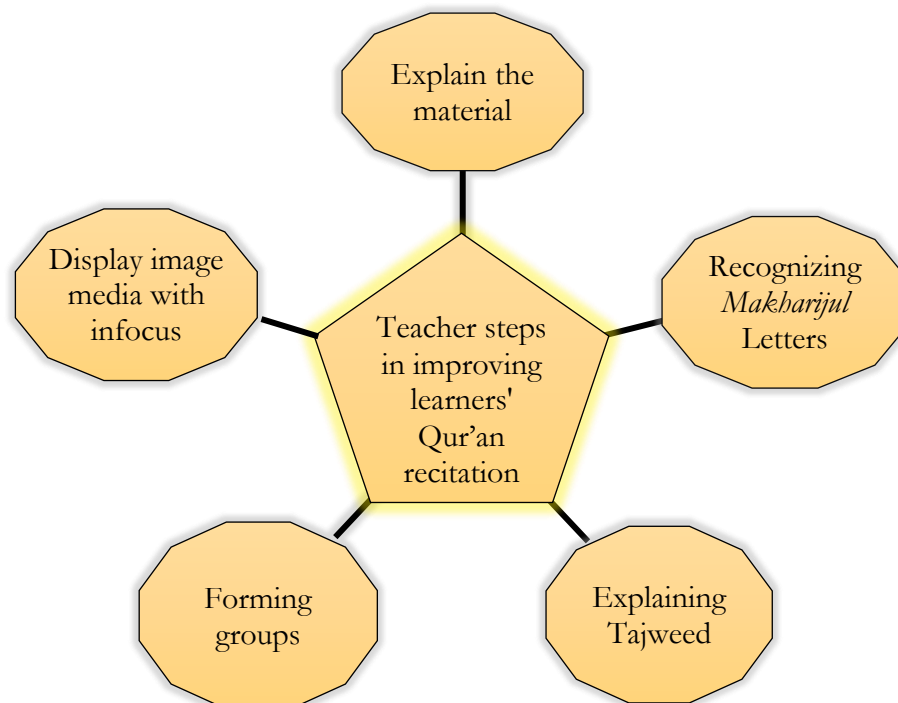 Explain the
material
Display image
media with
infocus
Recognizing
Makharijul
Letters
Teacher steps
in improving
learners'
Qur’an
recitation
Forming
groups
Explaining
Tajweed